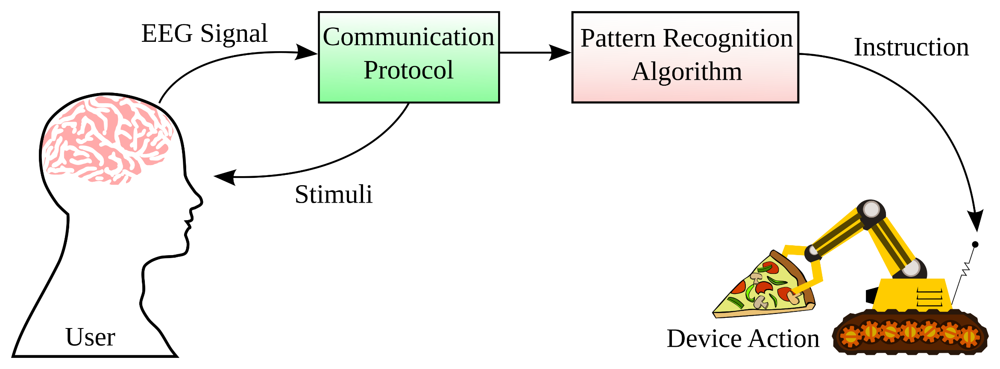 EEG Signal
Communication
Protocol
Pattern Recognition
Algorithm
Instruction
Stimuli
User
Device Action